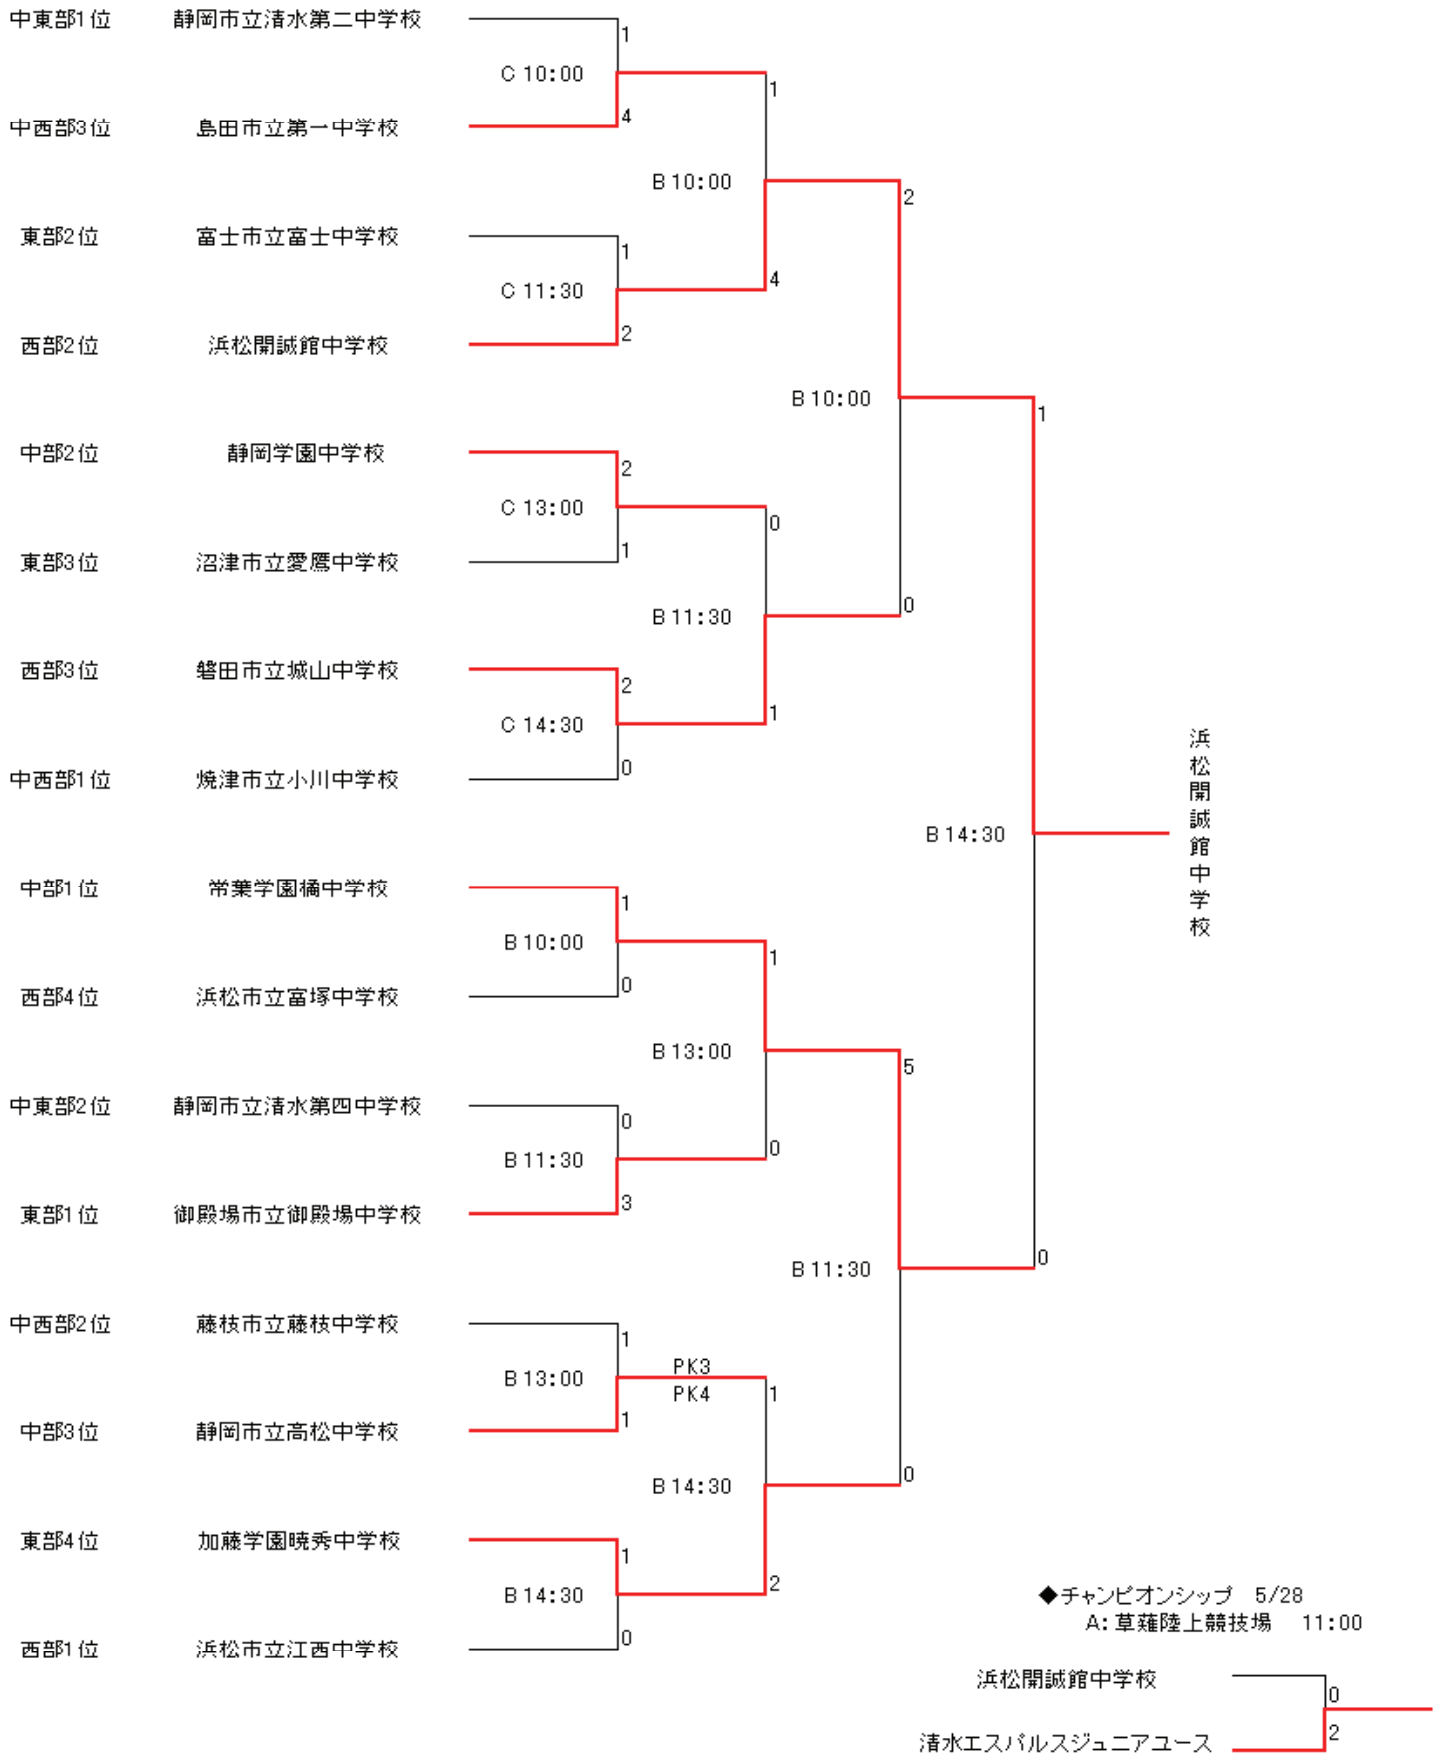 中東部1位 静岡市立清水第二中学校
1
C 10:00
1
中西部3位 島田市立第一中学校
4
B 10:00
2
東部2位 富士市立富士中学校
1
4
C 11:30
西部2位 浜松開誠館中学校
2
B 10:00
1
中部2位 静岡学園中学校
2
C 13:00
0
東部3位 沼津市立愛鷹中学校
1
B 11:30
0
西部3位 磐田市立城山中学校
2
1
C 14:30
中西部1位 焼津市立小川中学校
0
浜松開誠館中学校
B 14:30
中部1位 常葉学園橘中学校
1
B 10:00
1
西部4位 浜松市立富塚中学校
0
B 13:00
5
中東部2位 静岡市立清水第四中学校
0
0
B 11:30
東部1位 御殿場市立御殿場中学校
3
B 11:30
0
中西部2位 藤枝市立藤枝中学校
1
PK3
B 13:00
PK4
1
中部3位 静岡市立高松中学校
1
B 14:30
0
東部4位 加藤学園暁秀中学校
1
2
B 14:30
西部1位 浜松市立江西中学校
0
◆チャンピオンシップ 5/28
A:草薙陸上競技場 11:00
浜松開誠館中学校
0
清水エスパルスジュニアユース
2